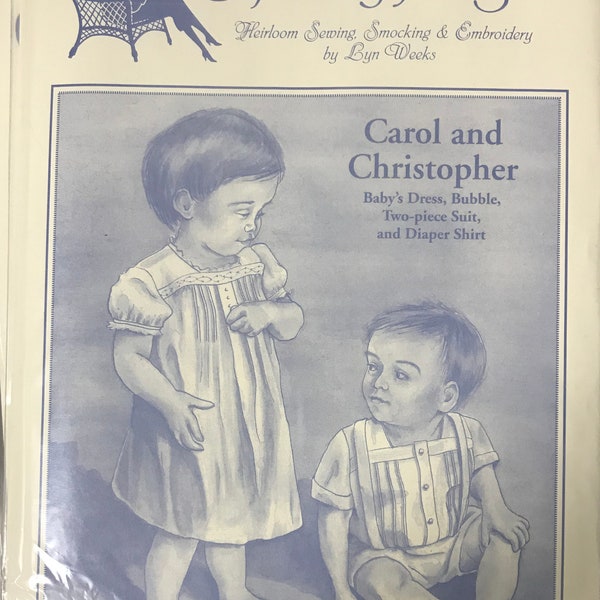 Heirloom Sewing, Smocking & Embroidery
by Lyn Weeks
Carol and
Christopher
Baby's Dress, Bubble,
Two-piece Suit,
and Diaper Shirt